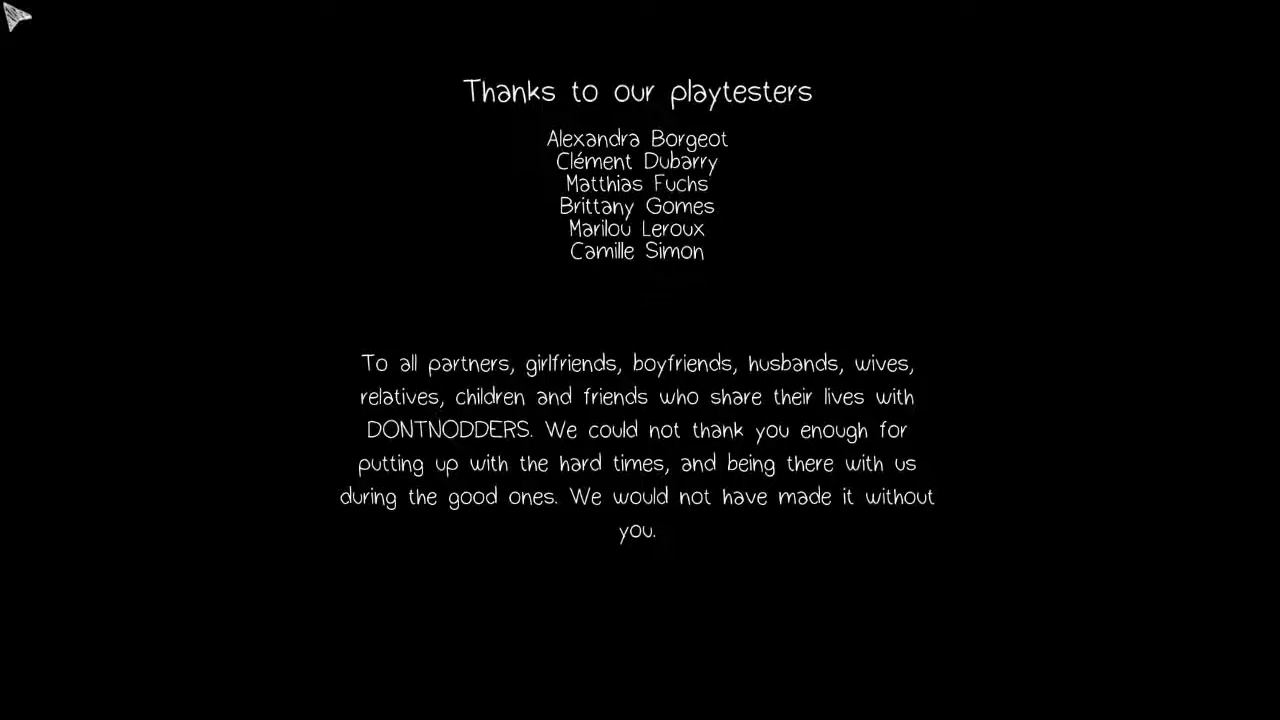 Thanks to our playtesters
Alexandra Borgeot
Clément Dubarry
Matthias Fuchs
Brittany Gomes
Marilou Leroux
Camille Simon
To all partners, girlfriends, boyfriends, husbands, wives,
relatives, children and friends who share their lives with
DONTNODDERS. We could not thank you enough for
putting up with the hard times, and being there with us
during the good ones. We would not have made it without
you.